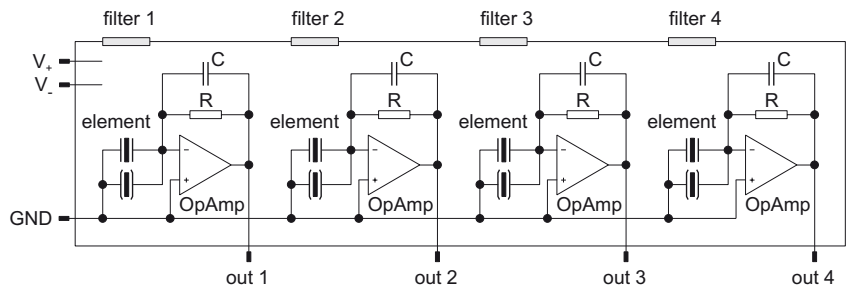 filter 1 filter 2 filter 3 filter 4
V+
V-
C C C C
R R R R
element element element element
- - - -
+ + + +
OpAmp OpAmp OpAmp OpAmp
GND
out 1 out 2 out 3 out 4